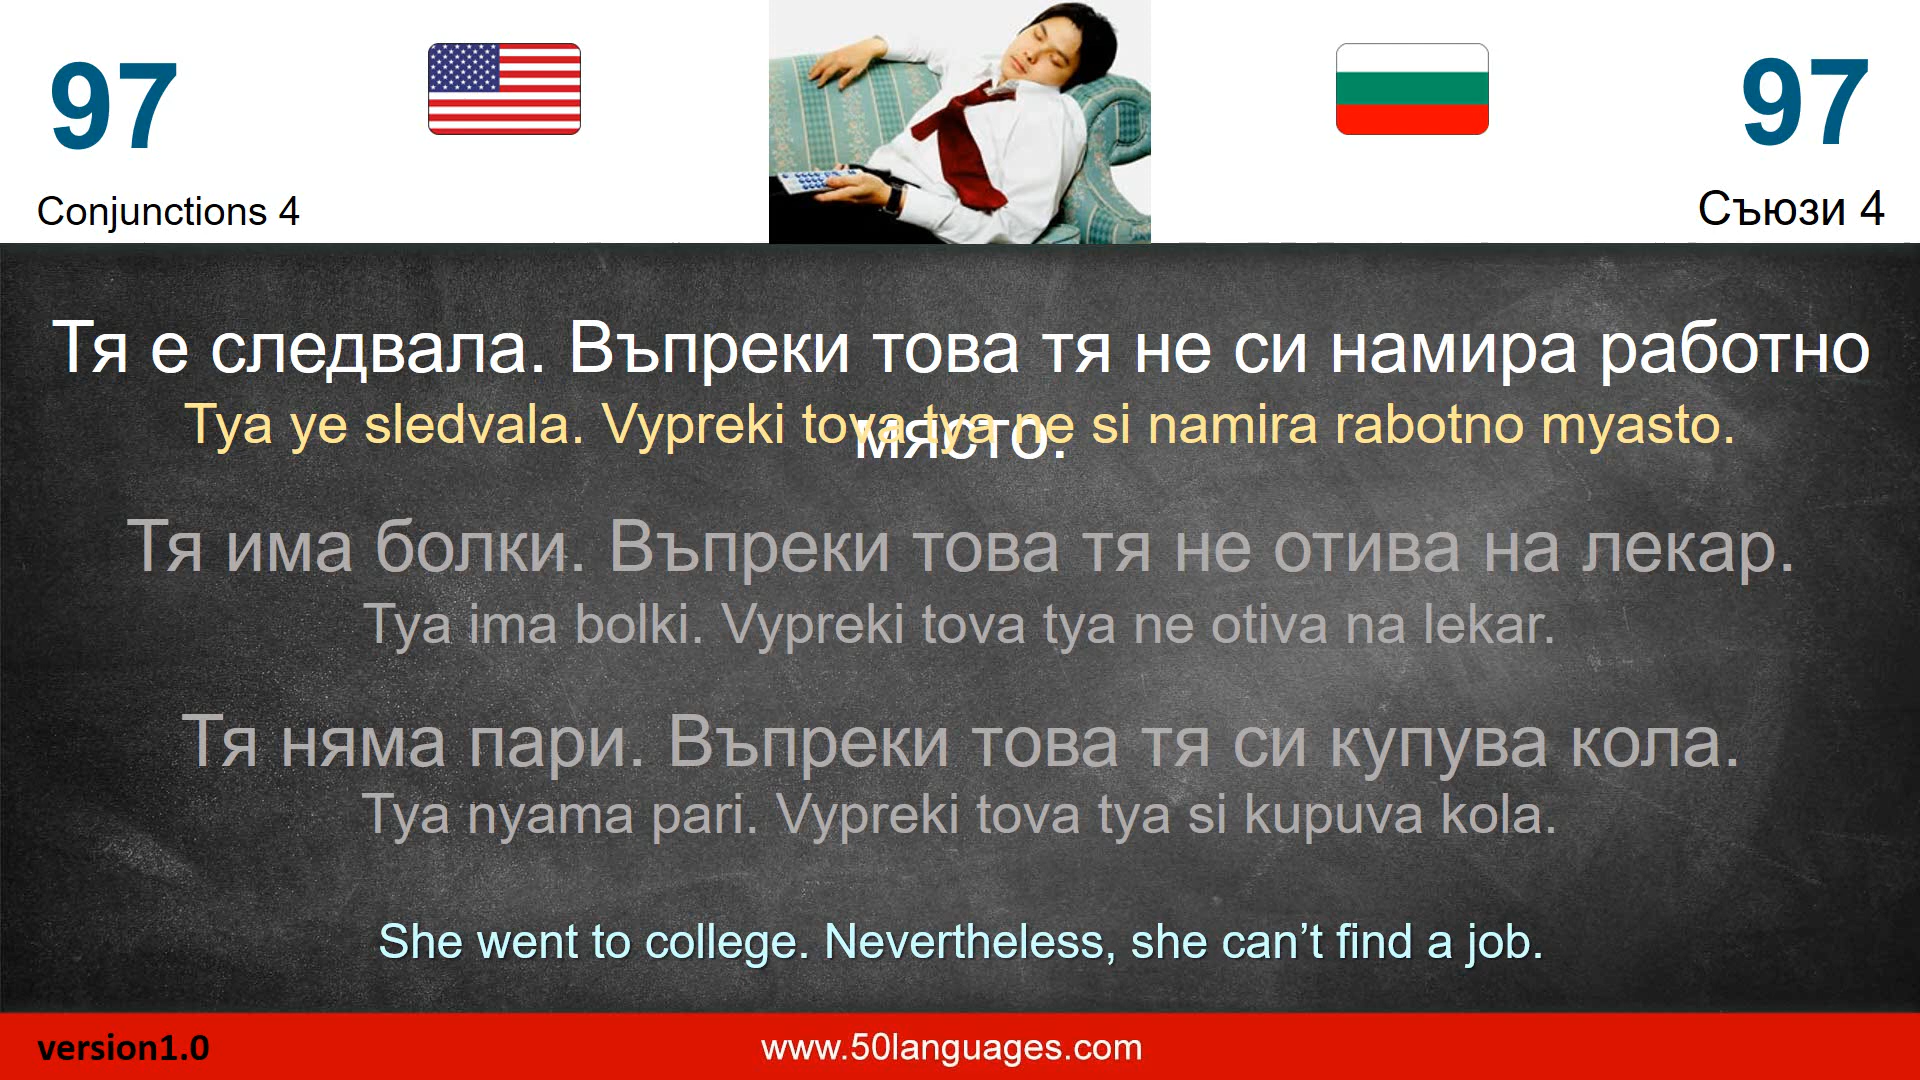 97
97
Conjunctions 4
Съюзи 4
Тя е следвала. Въпреки това тя не си намира работно
място.
Tya ye sledvala. Vypreki tova tya ne si namira rabotno myasto.
Тя има болки. Въпреки това тя не отива на лекар.
Tya ima bolki. Vypreki tova tya ne otiva na lekar.
Тя няма пари. Въпреки това тя си купува кола.
Tya nyama pari. Vypreki tova tya si kupuva kola.
She went to college. Nevertheless, she can’t find a job.
version1.0
www.50languages.com